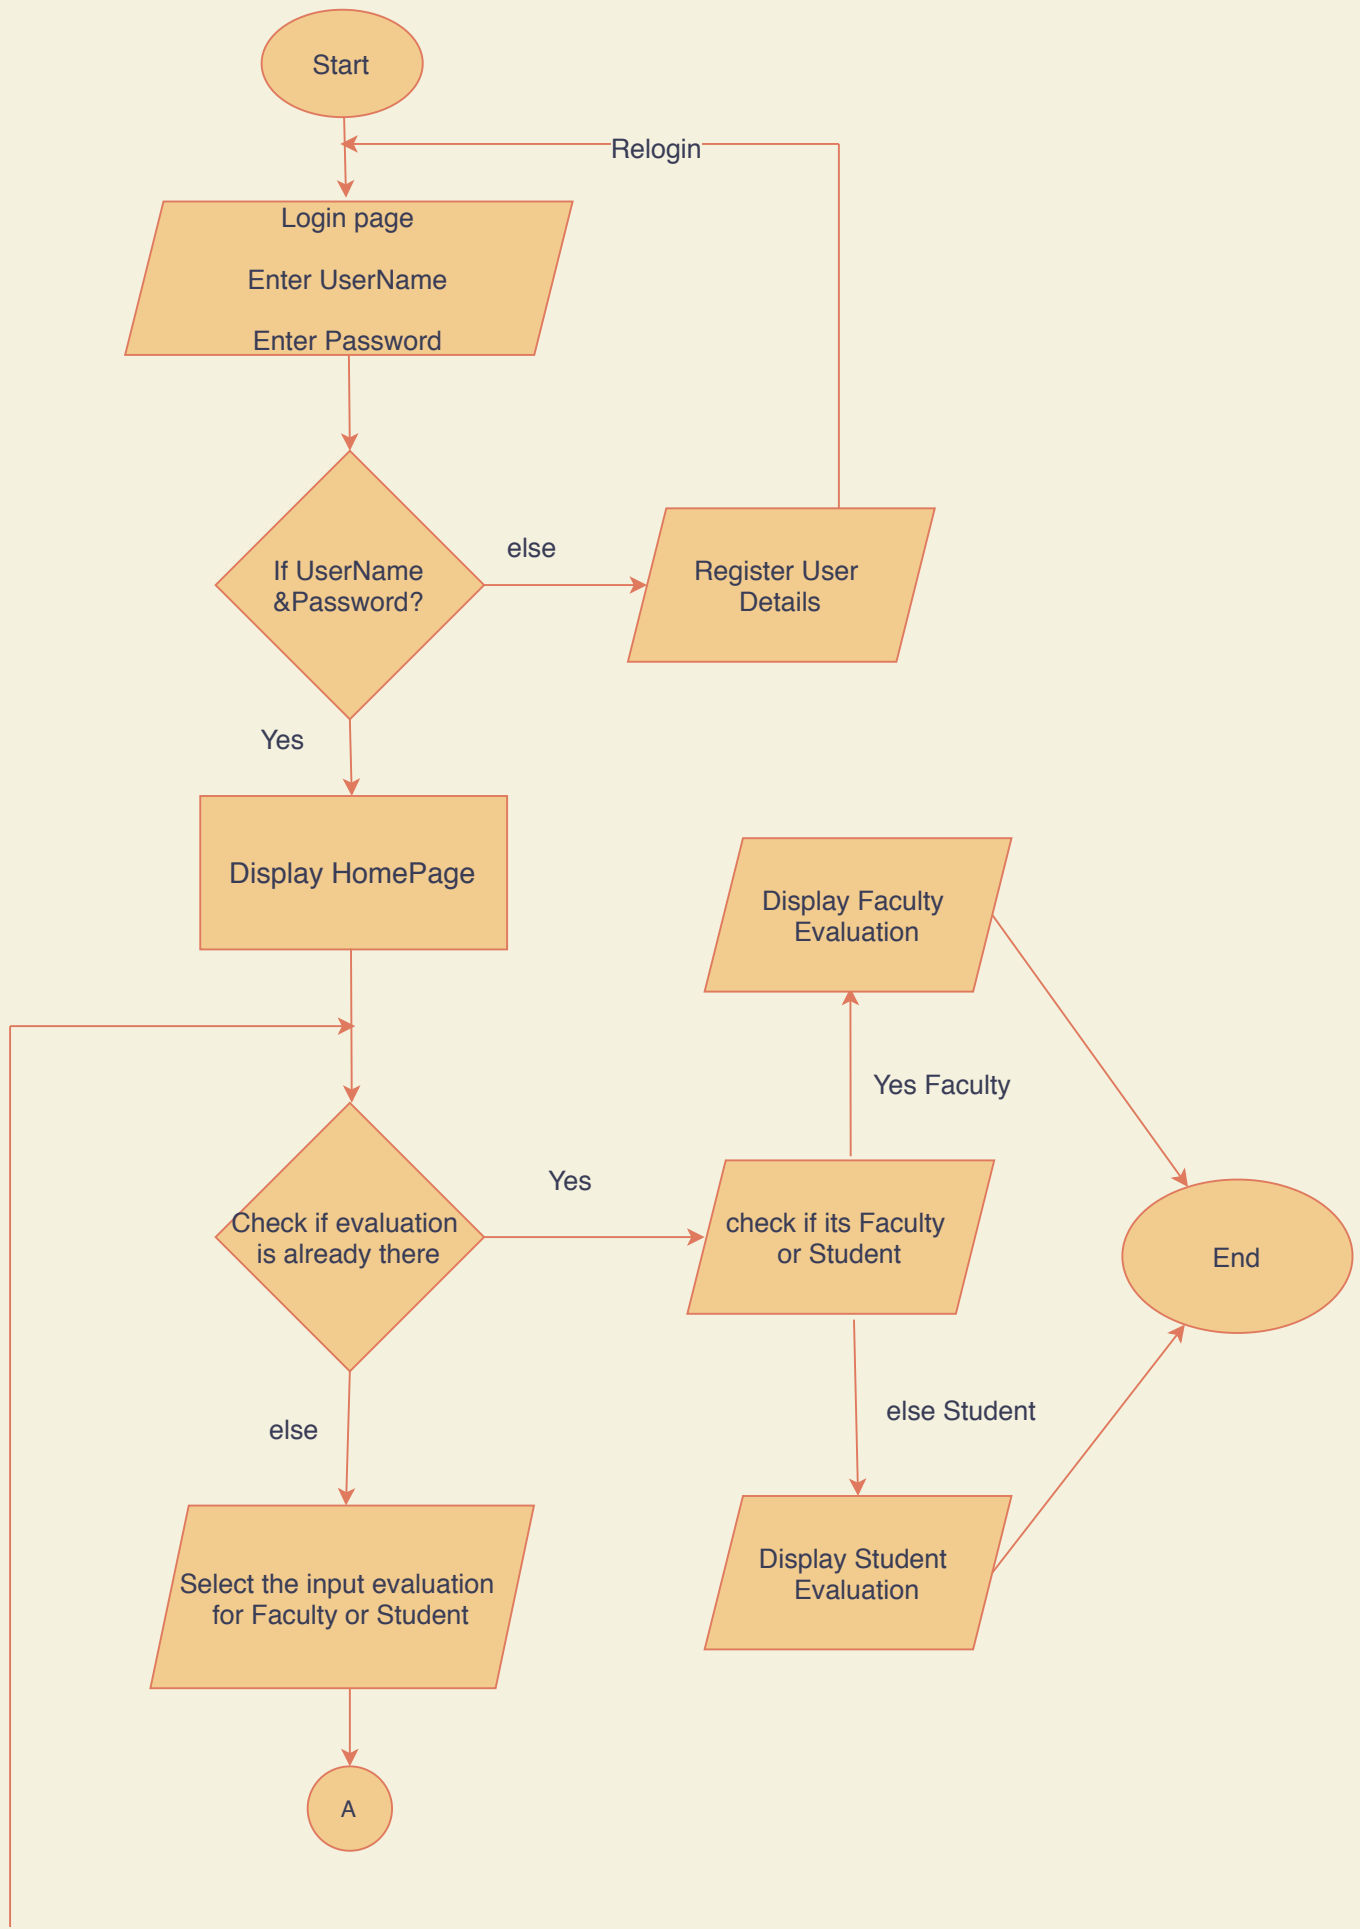 Start
Relogin
Login page
Enter UserName
Enter Password
If UserName
&Password?
else
Register User
Details
Yes
Display HomePage
Display Faculty
Evaluation
Yes Faculty
Check if evaluation
is already there
Yes
check if its Faculty
or Student
End
else
else Student
Select the input evaluation
for Faculty or Student
Display Student
Evaluation
A